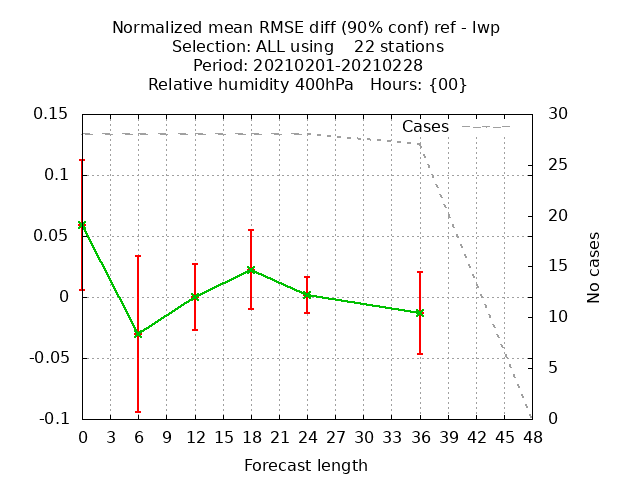 Normalized mean RMSE diff (90% conf) ref - lwp
Selection: ALL using    22 stations
Period: 20210201-20210228
Relative humidity 400hPa   Hours: {00}
Cases
0.15
0.1
0.05
0
-0.05
-0.1
30
25
20
15
10
5
0
No cases
0 3 6 9 12 15 18 21 24 27 30 33 36 39 42 45 48
Forecast length